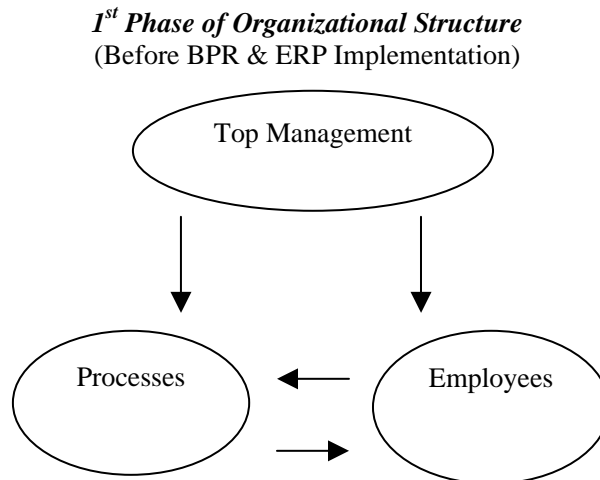 1st Phase of Organizational Structure
(Before BPR & ERP Implementation)
Top Management
Processes
Employees